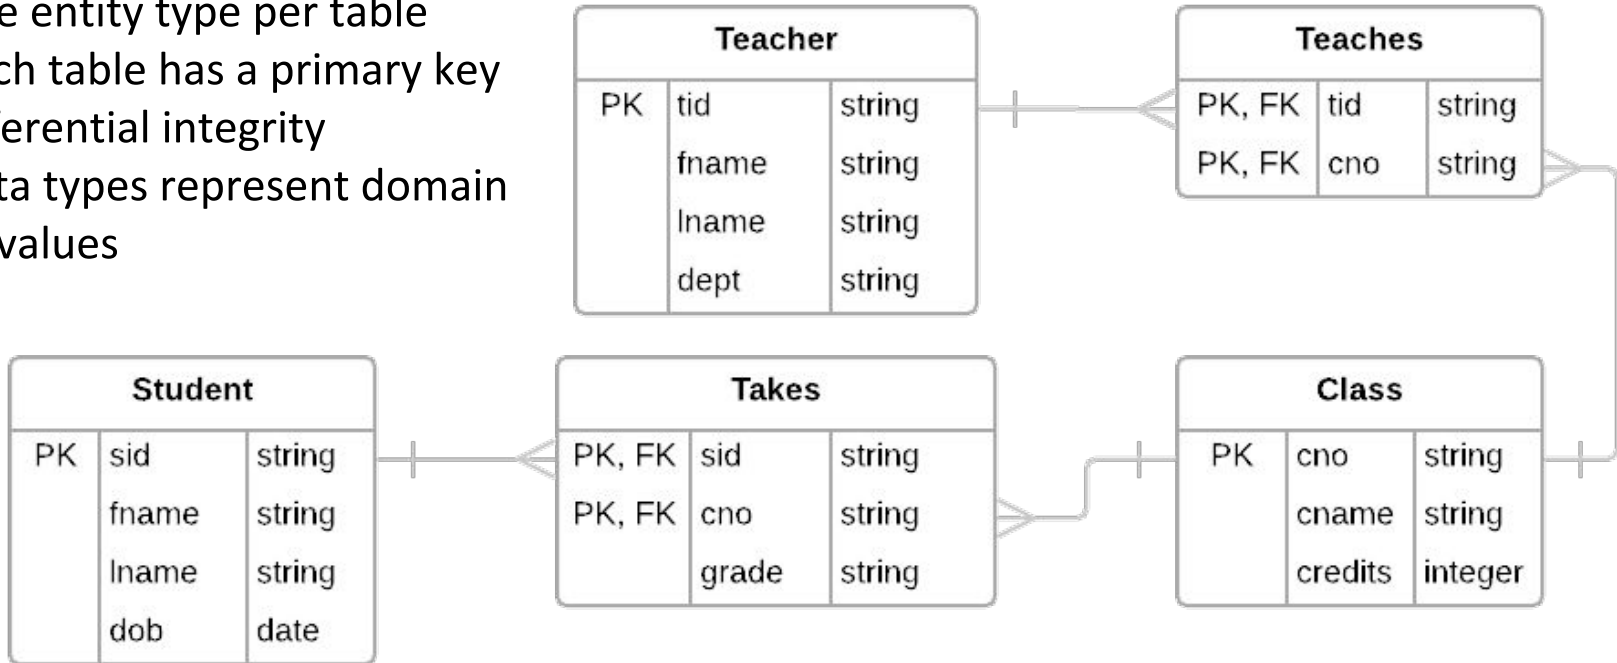 e entity type per table
ch table has a primary key
ferential integrity
ta types represent domain
values
Teacher
PK tid string
fname string
lname string
dept string
Teaches
PK, FK tid string
PK, FK cno string
Student
PK sid string
fname string
lname string
dob date
Takes
PK, FK sid string
PK, FK cno string
grade string
Class
PK cno string
cname string
credits integer